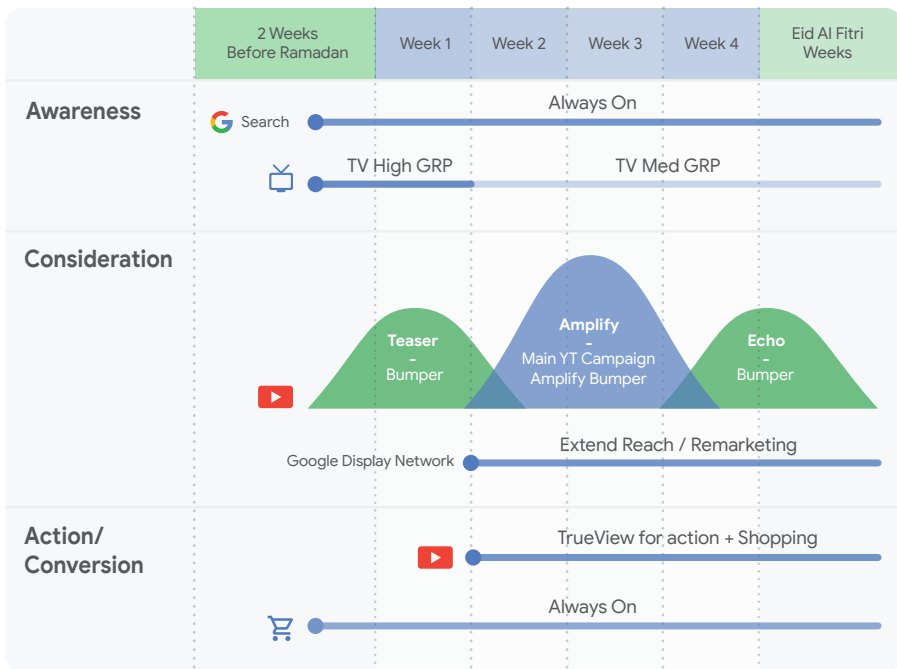 2 Weeks
Before Ramadan
Week 1
Week 2
Week 3
Week 4
Eid Al Fitri
Weeks
Awareness
Search
Always On
TV High GRP
TV Med GRP
Consideration
Teaser
-
Bumper
Amplify
-
Main YT Campaign
Amplify Bumper
Echo
-
Bumper
Google Display Network
Extend Reach / Remarketing
Action/
Conversion
TrueView for action + Shopping
Always On